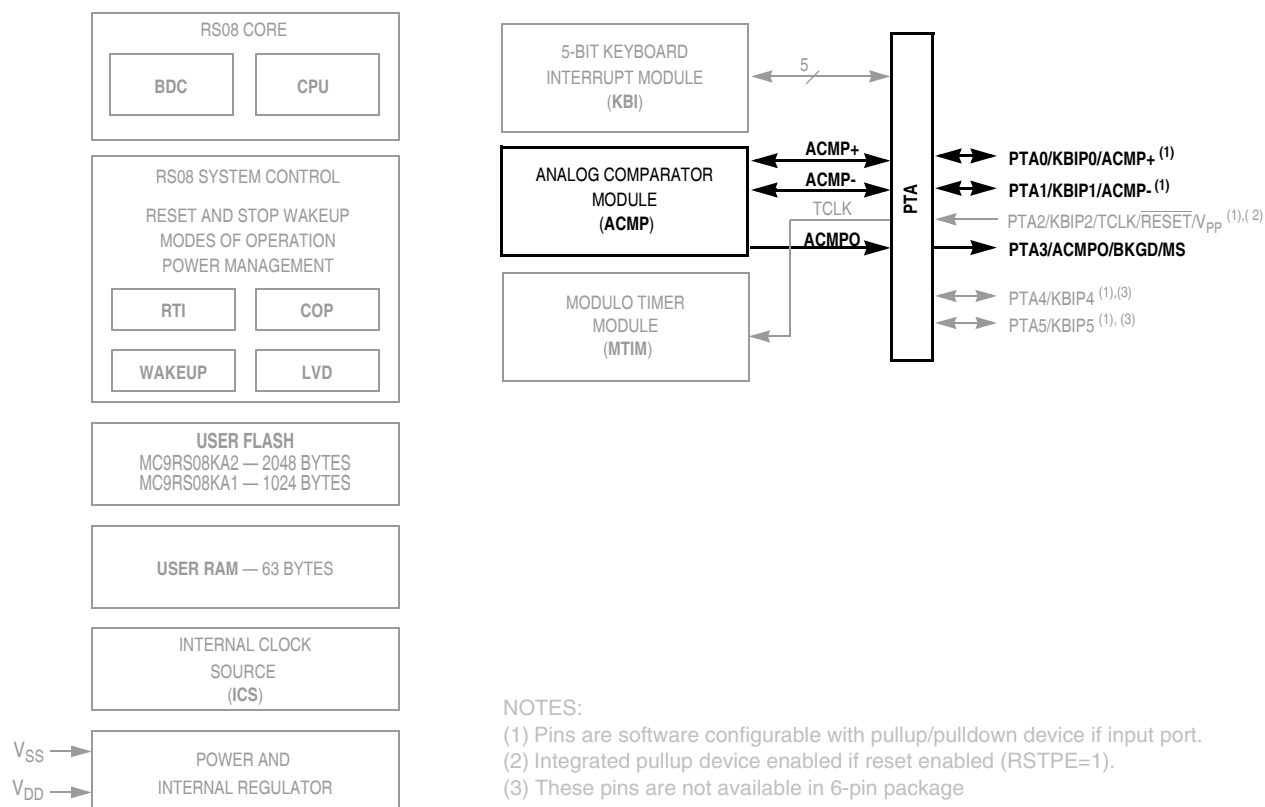 RS08 CORE
BDC
CPU
RS08 SYSTEM CONTROL
RESET AND STOP WAKEUP
MODES OF OPERATION
POWER MANAGEMENT
RTI
COP
WAKEUP
LVD
USER FLASH
MC9RS08KA2 — 2048 BYTES
MC9RS08KA1 — 1024 BYTES
USER RAM — 63 BYTES
INTERNAL CLOCK
SOURCE
(ICS)
VSS
VDD
POWER AND
INTERNAL REGULATOR
5-BIT KEYBOARD
INTERRUPT MODULE
(KBI)
5
ANALOG COMPARATOR
MODULE
(ACMP)
ACMP+
ACMP-
TCLK
ACMPO
MODULO TIMER
MODULE
(MTIM)
PTA
PTA0/KBIP0/ACMP+ (1)
PTA1/KBIP1/ACMP- (1)
PTA2/KBIP2/TCLK/RESET/VPP (1),( 2)
PTA3/ACMPO/BKGD/MS
PTA4/KBIP4 (1),(3)
PTA5/KBIP5 (1), (3)
NOTES:
(1) Pins are software configurable with pullup/pulldown device if input port.
(2) Integrated pullup device enabled if reset enabled (RSTPE=1).
(3) These pins are not available in 6-pin package